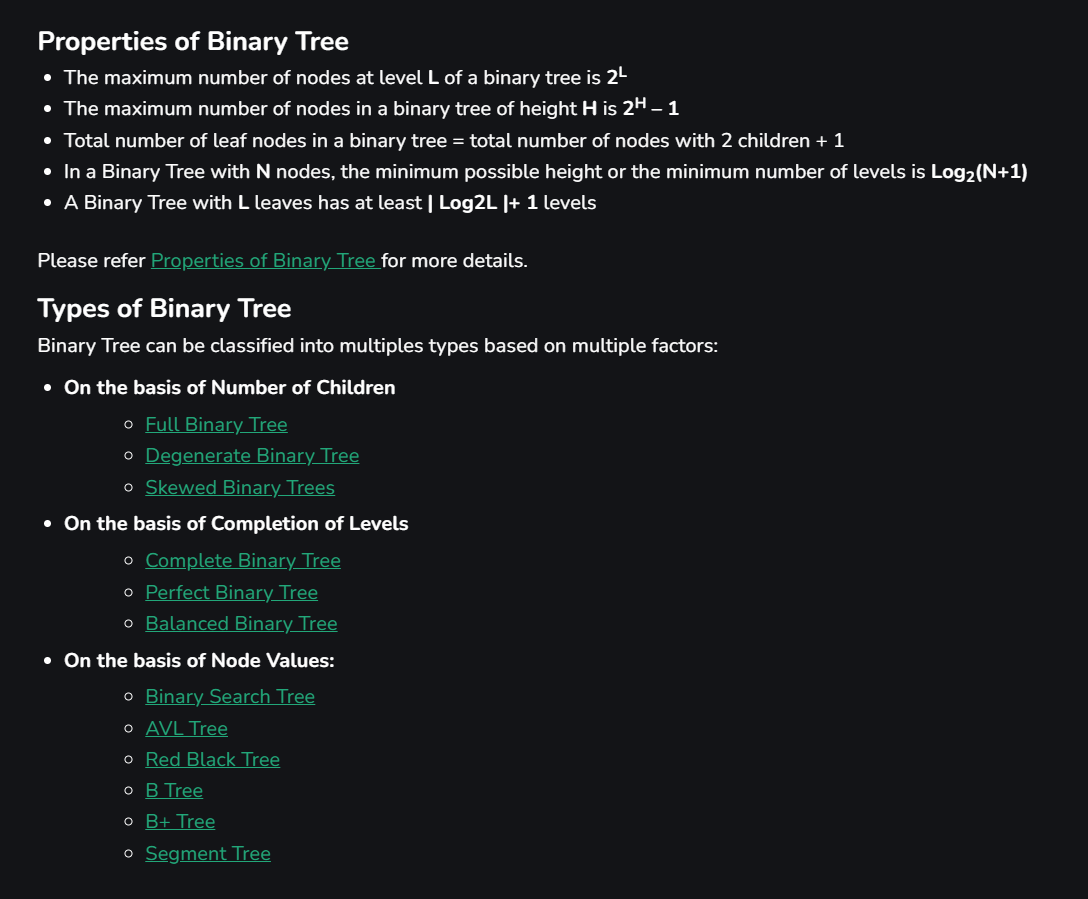 Properties of Binary Tree
• The maximum number of nodes at level L of a binary tree is 2ᴸ
• The maximum number of nodes in a binary tree of height H is 2ᴴ – 1
• Total number of leaf nodes in a binary tree = total number of nodes with 2 children + 1
• In a Binary Tree with N nodes, the minimum possible height or the minimum number of levels is Log₂(N+1)
• A Binary Tree with L leaves has at least | Log2L |+ 1 levels
Please refer Properties of Binary Tree for more details.
Types of Binary Tree
Binary Tree can be classified into multiples types based on multiple factors:
• On the basis of Number of Children
○ Full Binary Tree
○ Degenerate Binary Tree
○ Skewed Binary Trees
• On the basis of Completion of Levels
○ Complete Binary Tree
○ Perfect Binary Tree
○ Balanced Binary Tree
• On the basis of Node Values:
○ Binary Search Tree
○ AVL Tree
○ Red Black Tree
○ B Tree
○ B+ Tree
○ Segment Tree